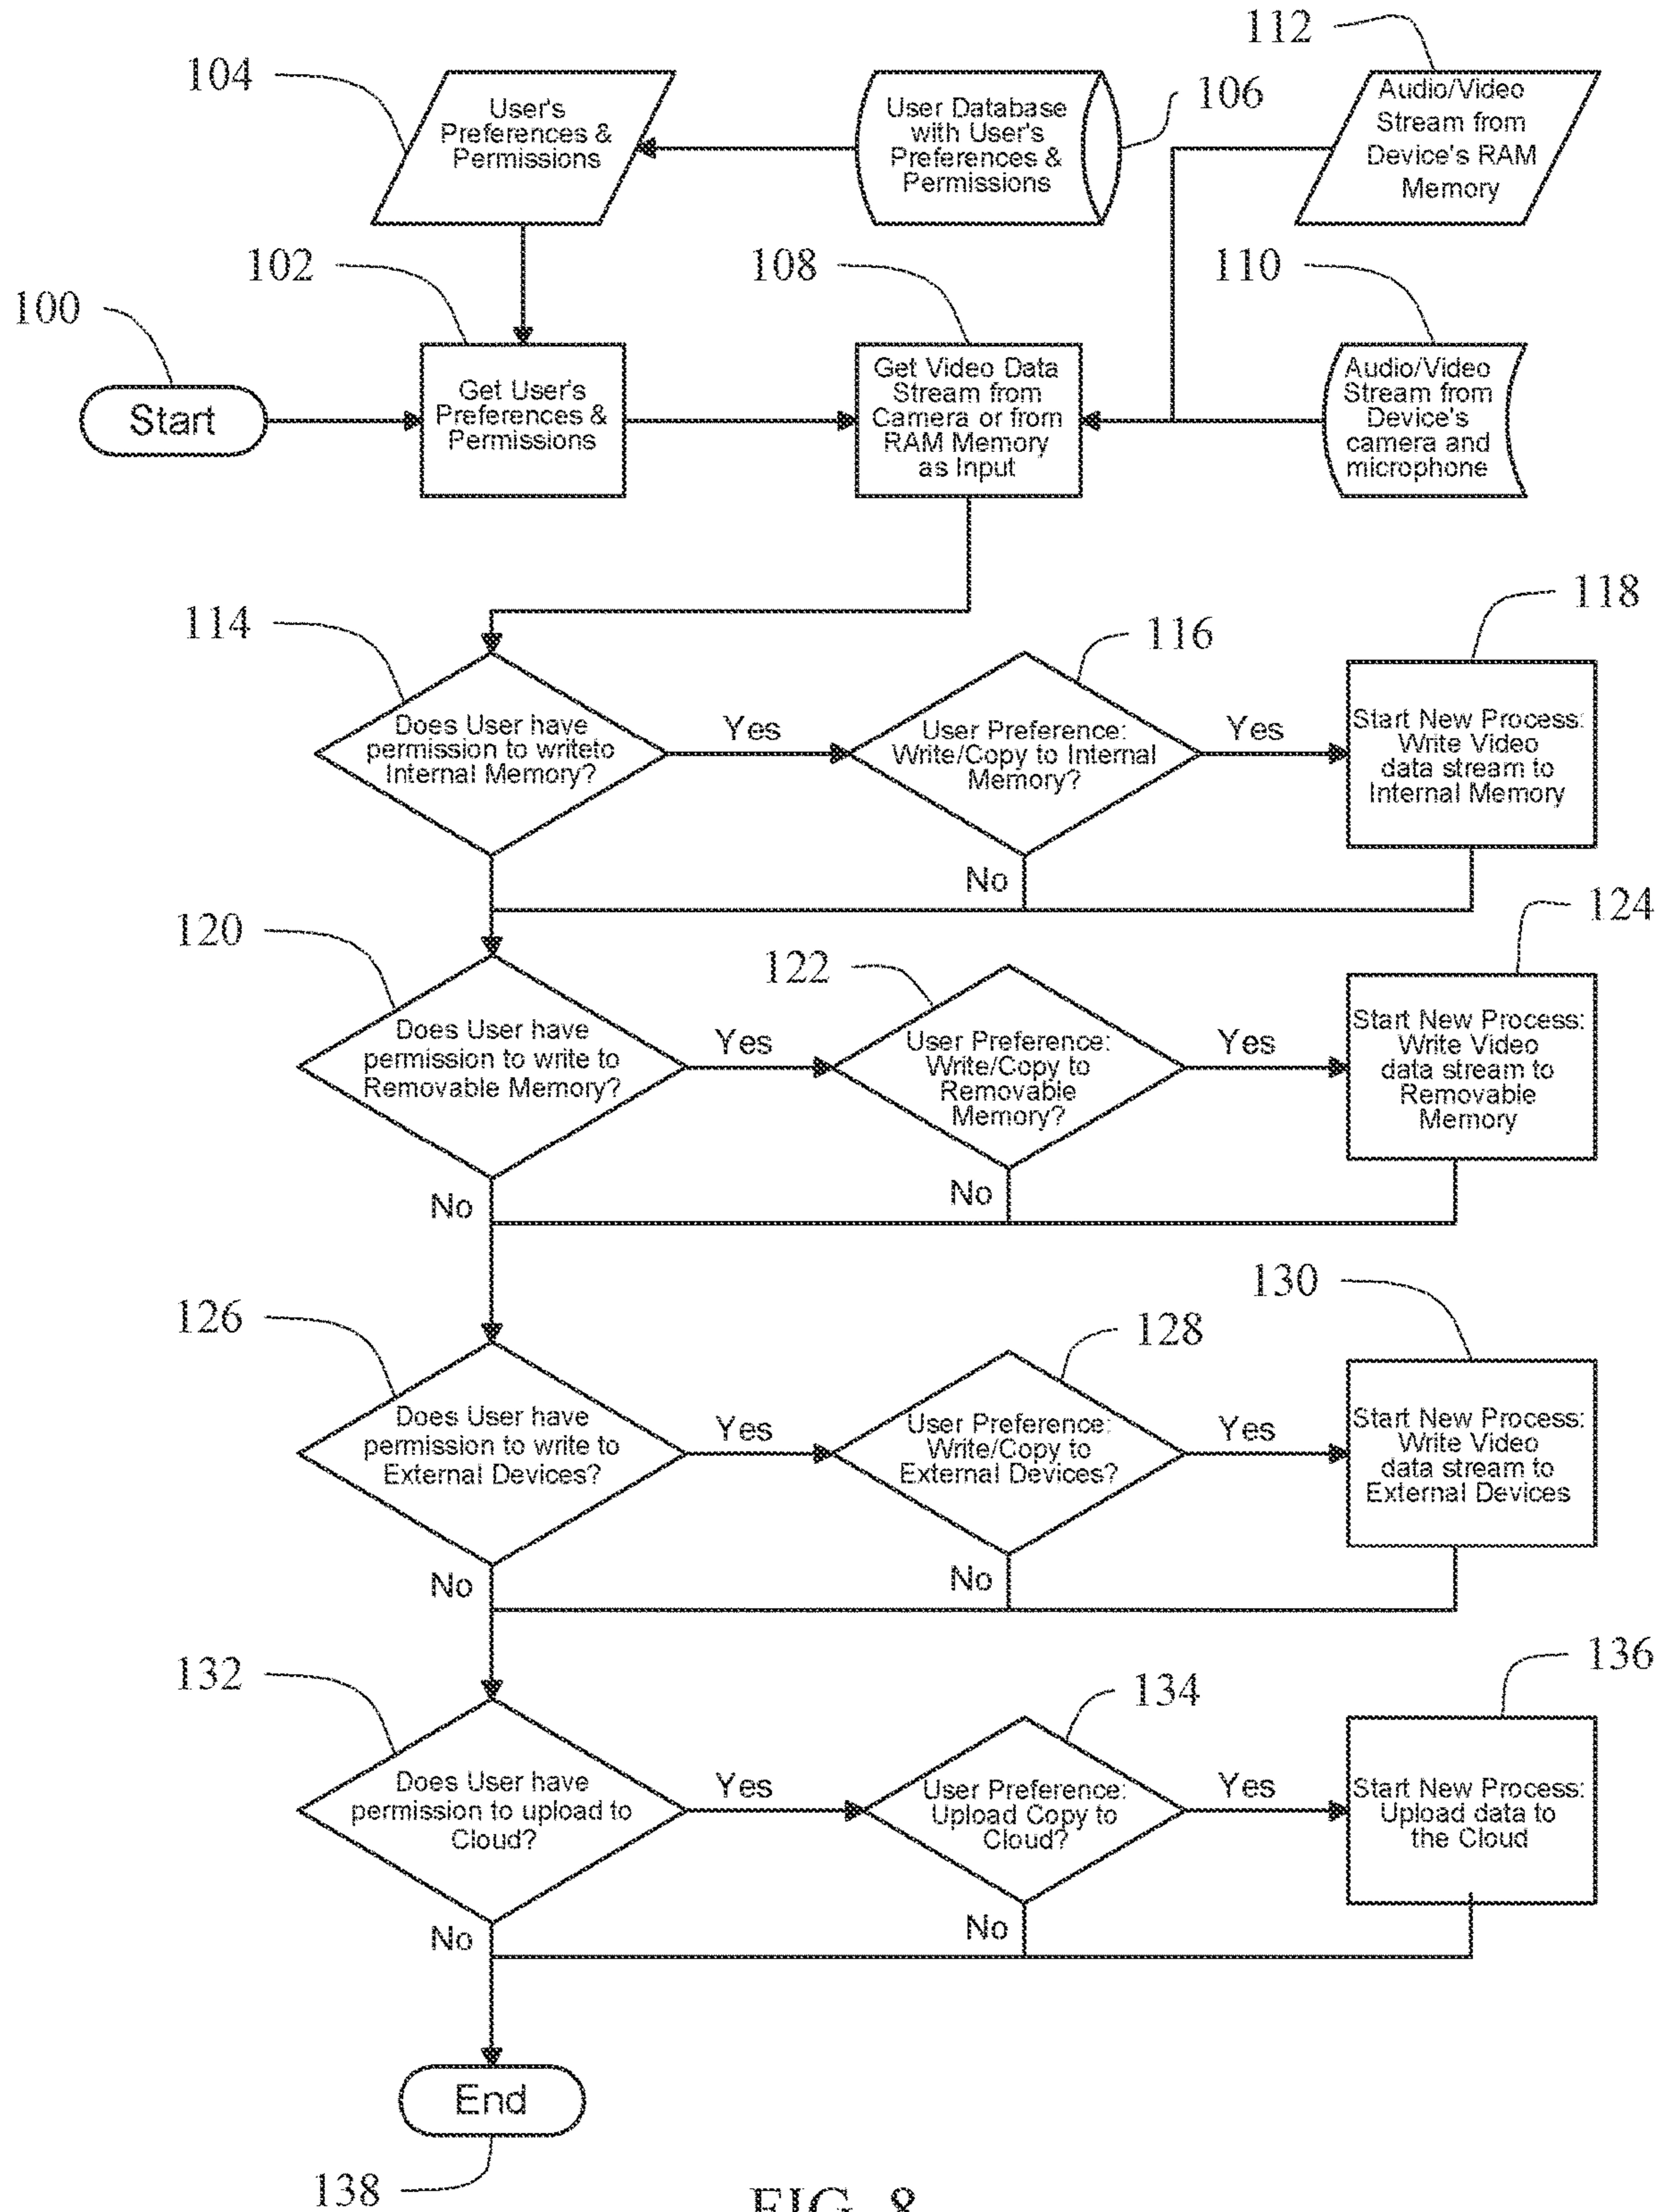 112
104
User's
Preferences &
Permissions
User Database
with User's
Preferences &
Permissions
106
Audio/Video
Stream from
Device's RAM
Memory
102
108
110
100
Start
Get User's
Preferences &
Permissions
Get Video Data
Stream from
Camera or from
RAM Memory
as Input
Audio/Video
Stream from
Device's
camera and
microphone
114
116
118
Does User have
permission to writeto
Internal Memory?
Yes
User Preference:
Write/Copy to Internal
Memory?
Yes
Start New Process:
Write Video
data stream to
Internal Memory
No
120
122
124
Does User have
permission to write to
Removable Memory?
Yes
User Preference:
Write/Copy to
Removable
Memory?
Yes
Start New Process:
Write Video
data stream to
Removable
Memory
No
No
126
128
130
Does User have
permission to write to
External Devices?
Yes
User Preference:
Write/Copy to
External Devices?
Yes
Start New Process:
Write Video
data stream to
External Devices
No
No
132
134
136
Does User have
permission to upload to
Cloud?
Yes
User Preference:
Upload Copy to
Cloud?
Yes
Start New Process:
Upload data to
the Cloud
No
No
End
138
FIG. 8